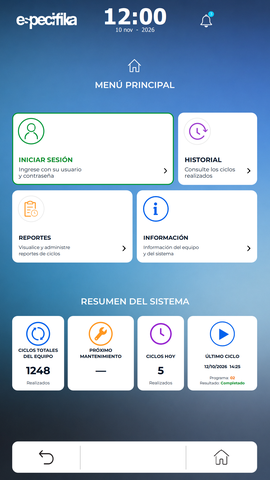 especifika
12:00
10 nov - 2026
MENÚ PRINCIPAL
INICIAR SESIÓN
Ingrese con su usuario
y contraseña
HISTORIAL
Consulte los ciclos
realizados
REPORTES
Visualice y administre
reportes de ciclos
INFORMACIÓN
Información del equipo
y del sistema
RESUMEN DEL SISTEMA
CICLOS TOTALES
DEL EQUIPO
1248
Realizados
PRÓXIMO
MANTENIMIENTO
—
CICLOS HOY
5
Realizados
ÚLTIMO CICLO
12/10/2026 14:25
Programa: 02
Resultado: Completado